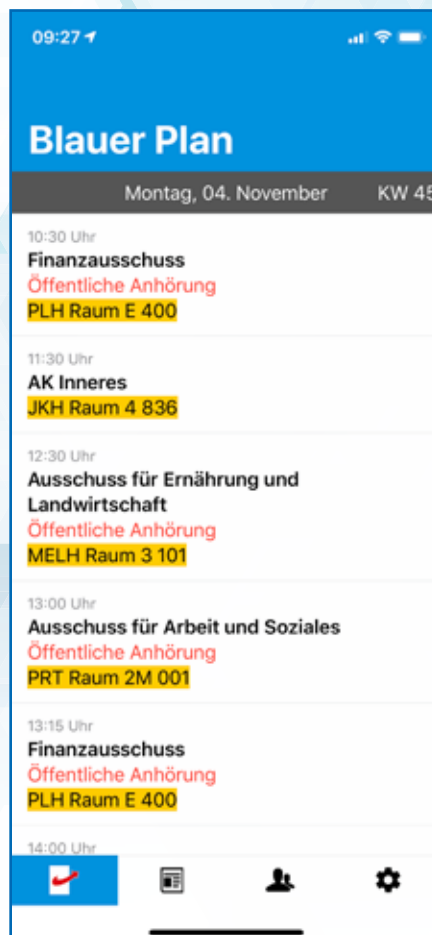 09:27
Blauer Plan
Montag, 04. November KW 45
10:30 Uhr
Finanzausschuss
Öffentliche Anhörung
PLH Raum E 400
11:30 Uhr
AK Inneres
JKH Raum 4 836
12:30 Uhr
Ausschuss für Ernährung und
Landwirtschaft
Öffentliche Anhörung
MELH Raum 3 101
13:00 Uhr
Ausschuss für Arbeit und Soziales
Öffentliche Anhörung
PRT Raum 2M 001
13:15 Uhr
Finanzausschuss
Öffentliche Anhörung
PLH Raum E 400
14:00 Uhr